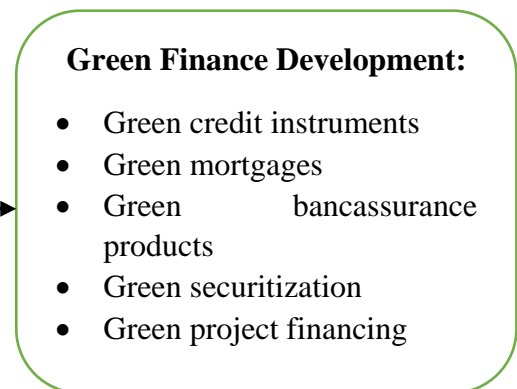 Green Finance Development:
• Green credit instruments
• Green mortgages
• Green bancassurance
products
• Green securitization
• Green project financing